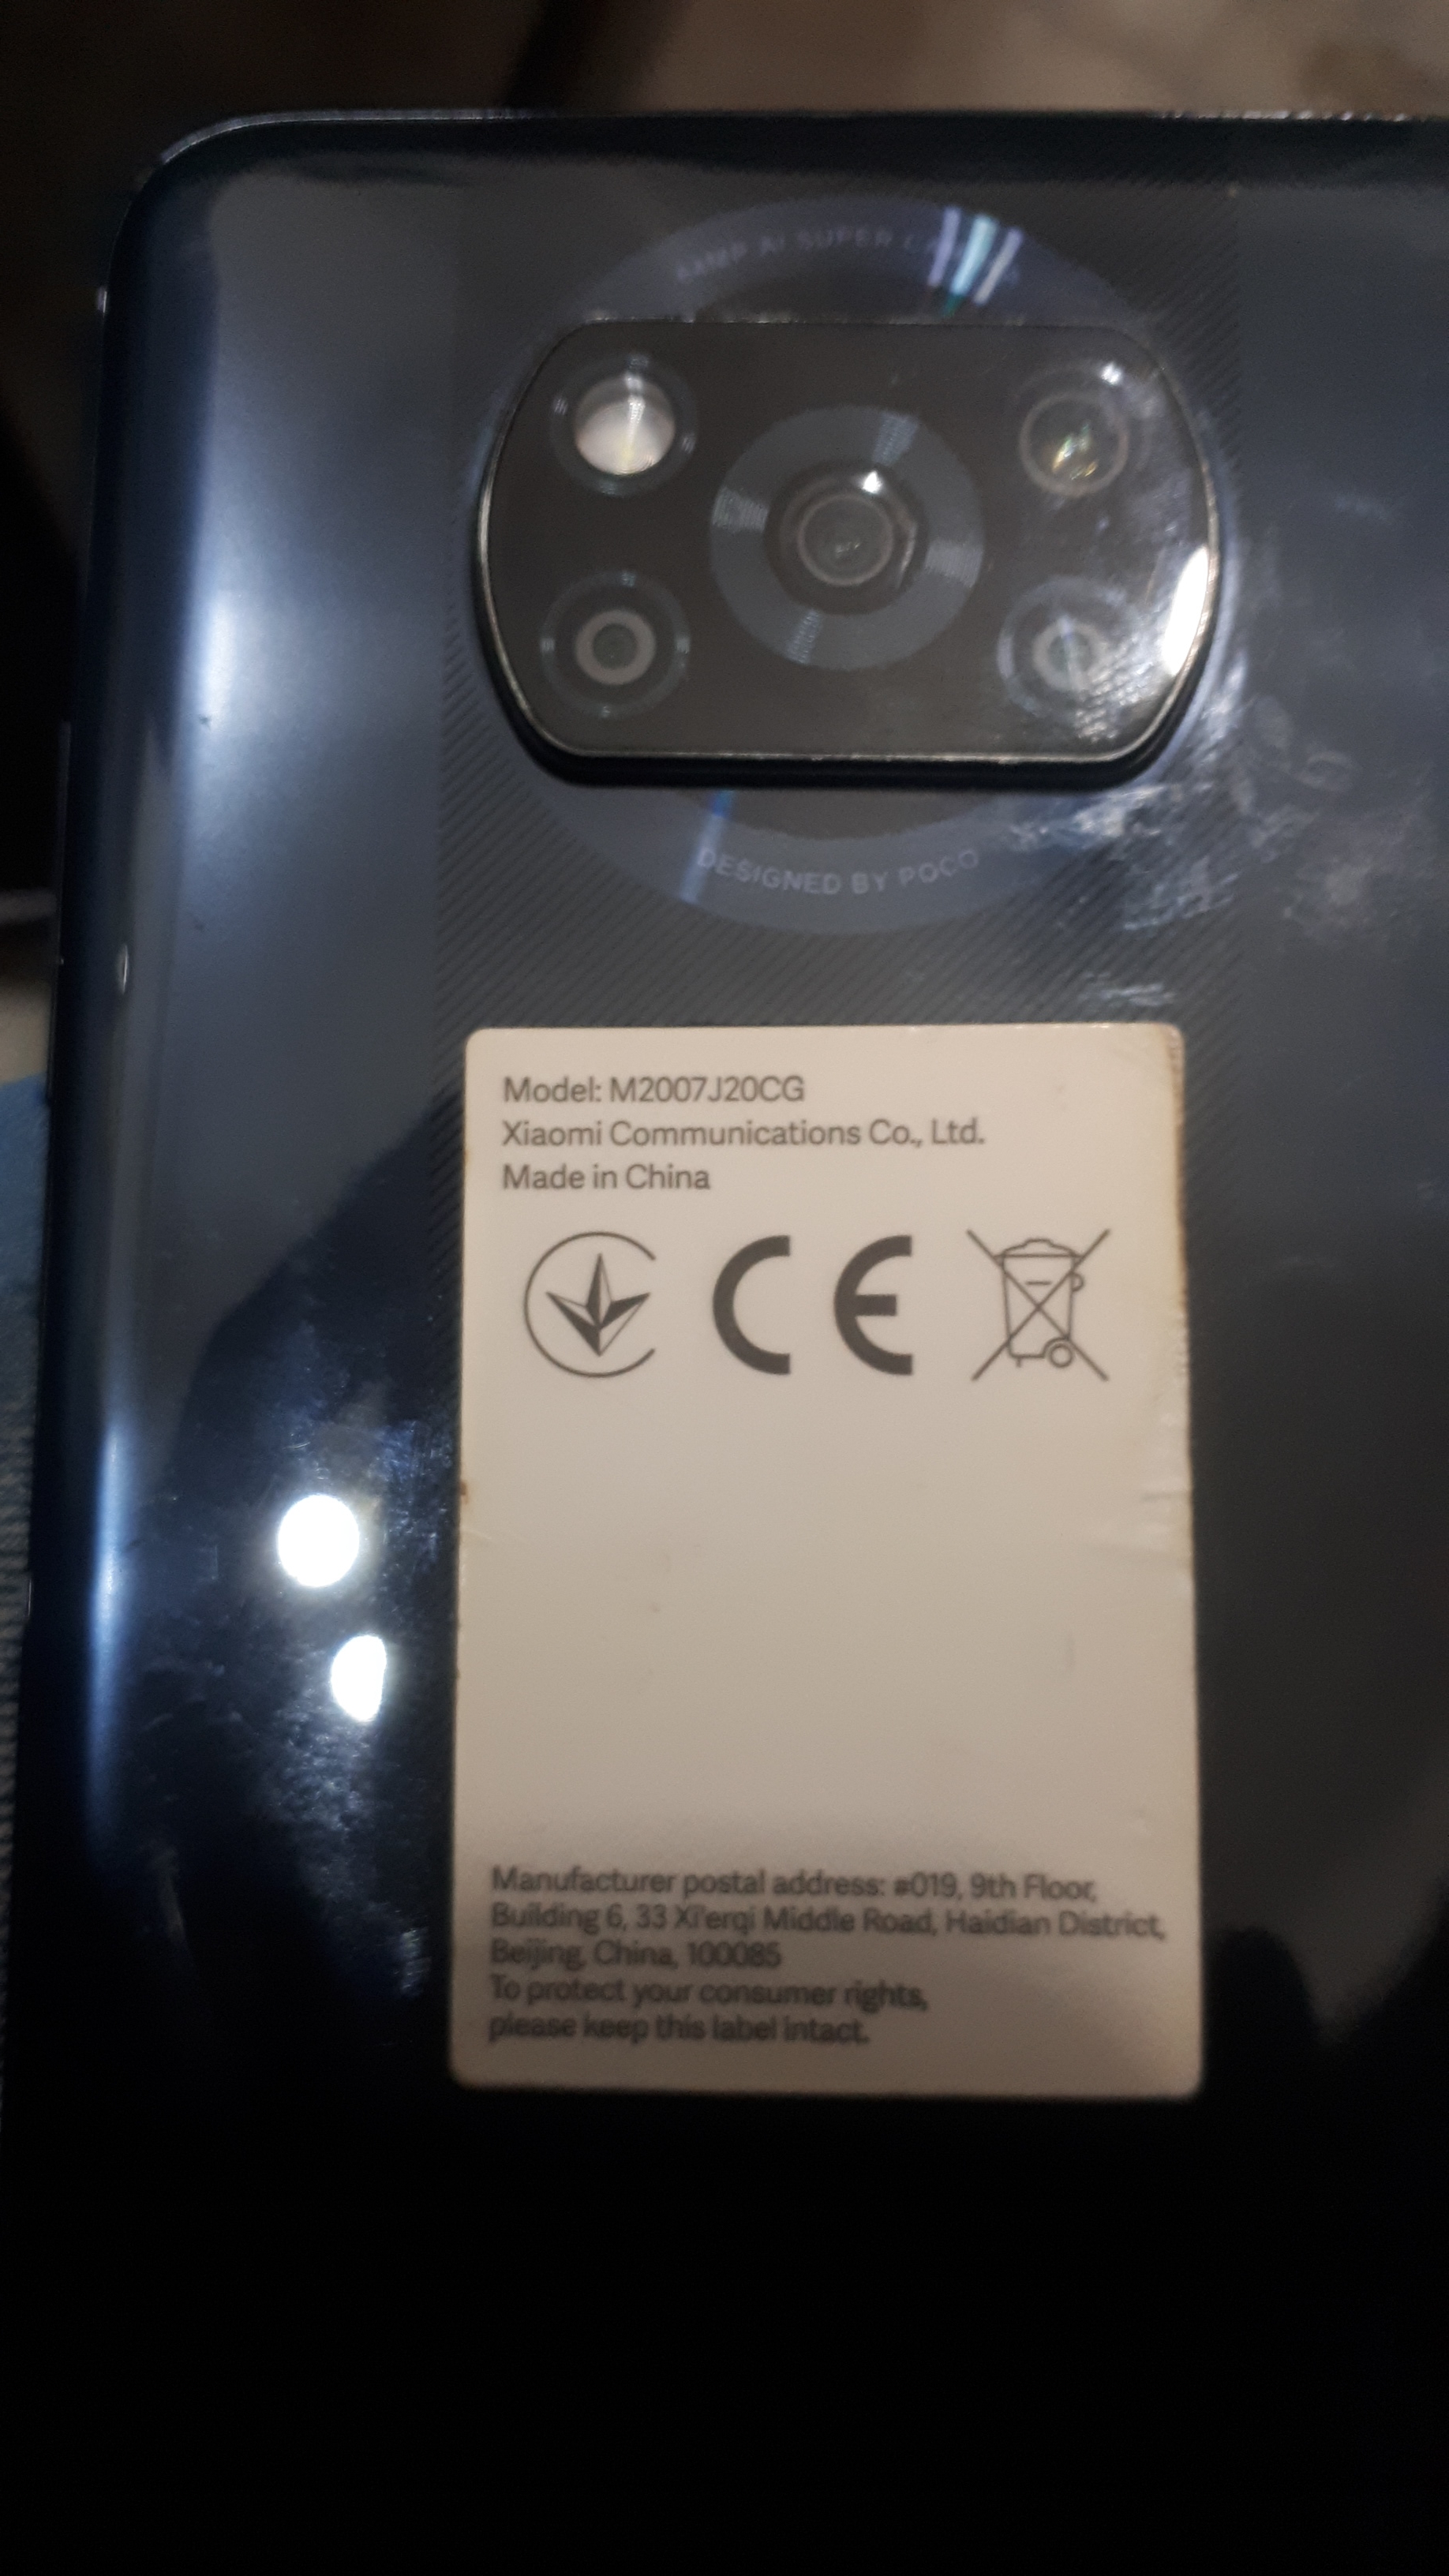 AI SUPER
DESIGNED BY POCO
Model: M2007J20CG
Xiaomi Communications Co., Ltd.
Made in China
CE
Manufacturer postal address: #019, 9th Floor,
Building 6, 33 Xi'erqi Middle Road, Haidian District,
Beijing, China, 100085
To protect your consumer rights,
please keep this label intact.